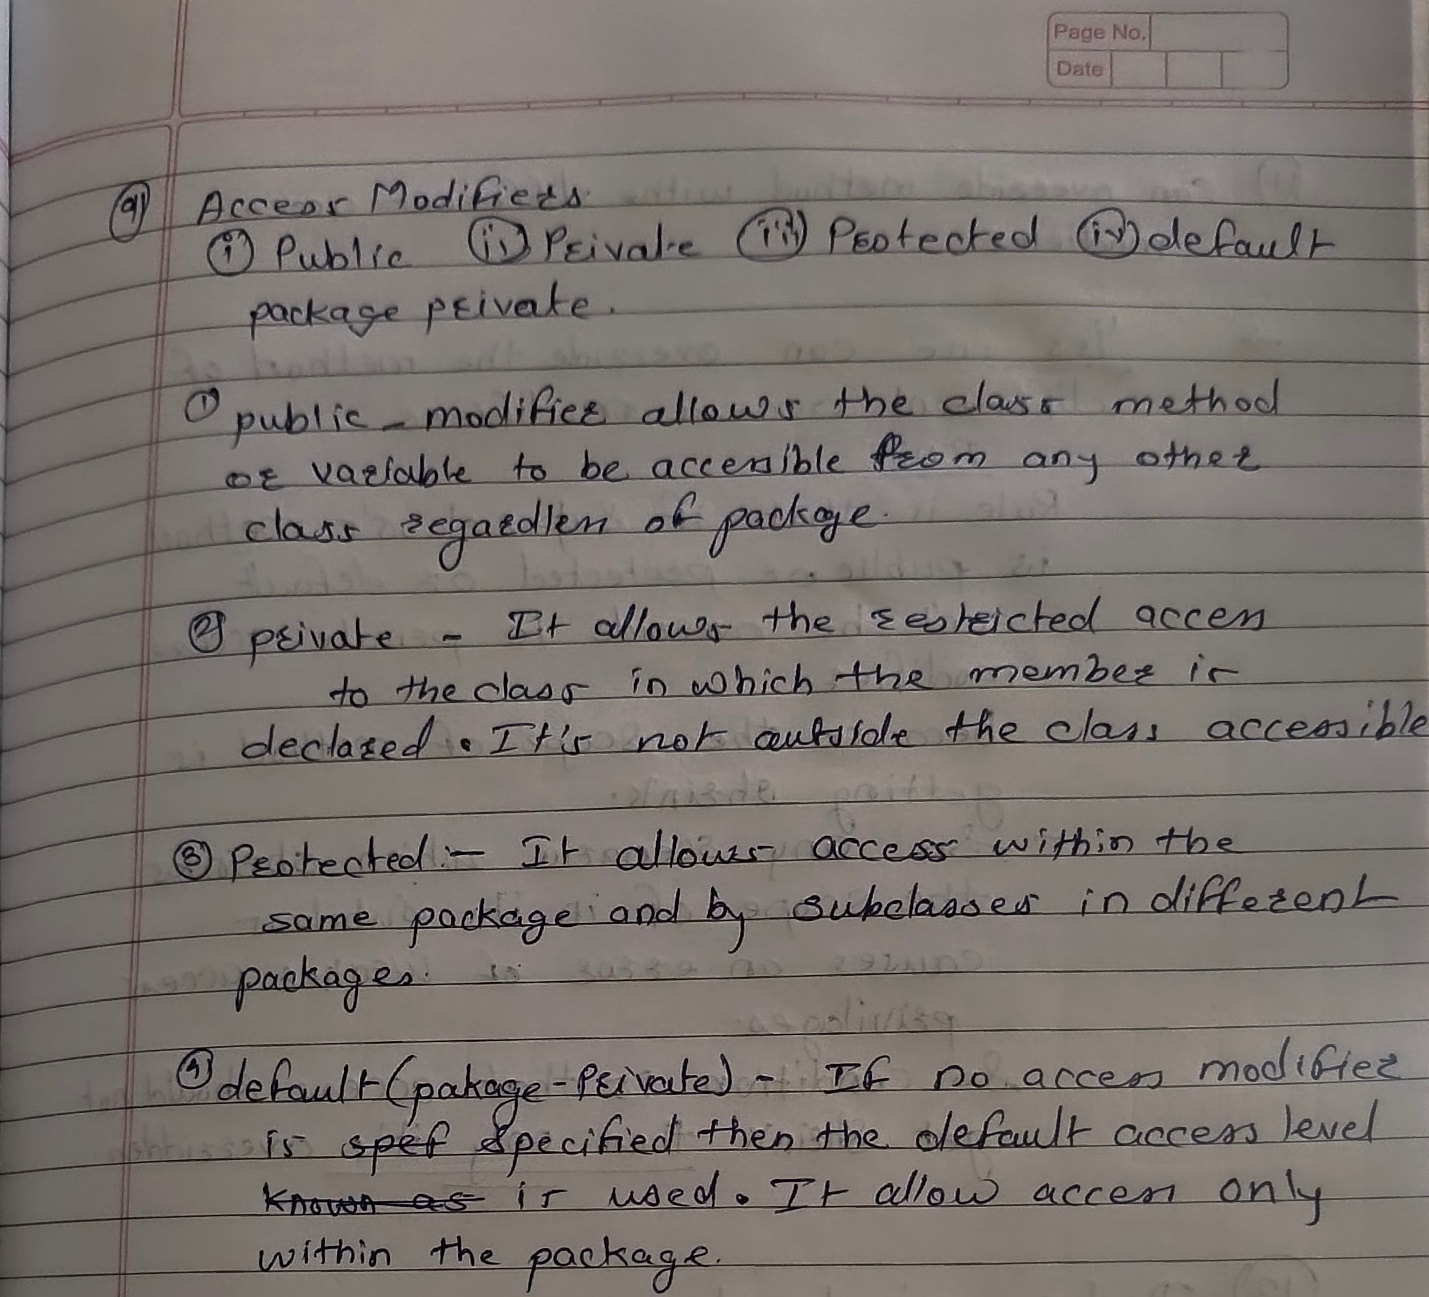 Page No.
Date
9) Access Modifiers
(i) Public (ii) Private (iii) Protected (iv) default
package private.
(1) public - modifier allows the class method
or variable to be accessible from any other
class regardless of package.
(2) private - It allows the restricted access
to the class in which the member is
declared. It's not outside the class accessible
(3) Protected :- It allows access within the
same package and by subclasses in different
packages.
(4) default (pakage-Private) - If no access modifier
is spef specified then the default access level
known as is used. It allow access only
within the package.